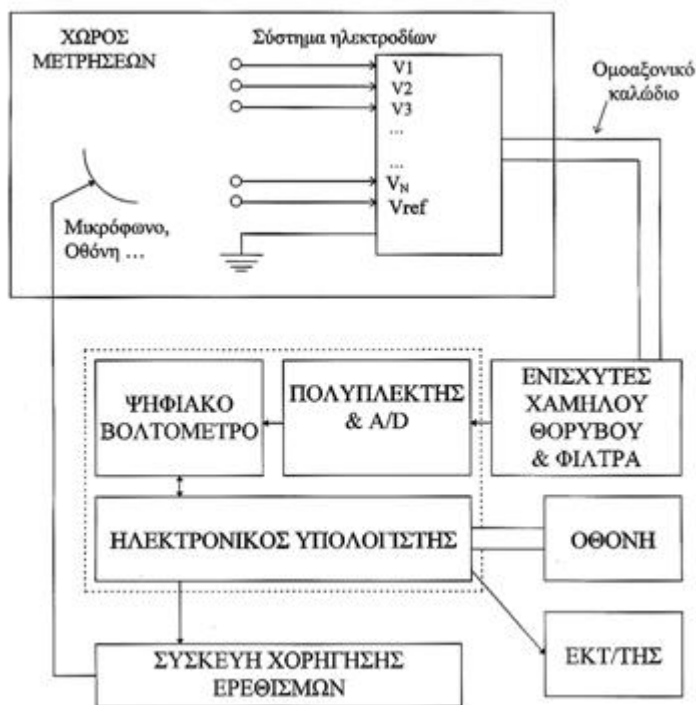 ΧΩΡΟΣ
ΜΕΤΡΗΣΕΩΝ
Σύστημα ηλεκτροδίων
V1
V2
V3
...
...
VN
Vref
Ομοαξονικό
καλώδιο
Μικρόφωνο,
Οθόνη ...
ΨΗΦΙΑΚΟ
ΒΟΛΤΟΜΕΤΡΟ
ΠΟΛΥΠΛΕΚΤΗΣ
& A/D
ΕΝΙΣΧΥΤΕΣ
ΧΑΜΗΛΟΥ
ΘΟΡΥΒΟΥ
& ΦΙΛΤΡΑ
ΗΛΕΚΤΡΟΝΙΚΟΣ ΥΠΟΛΟΓΙΣΤΗΣ
ΟΘΟΝΗ
ΣΥΣΚΕΥΗ ΧΟΡΗΓΗΣΗΣ
ΕΡΕΘΙΣΜΩΝ
ΕΚΤ/ΤΗΣ